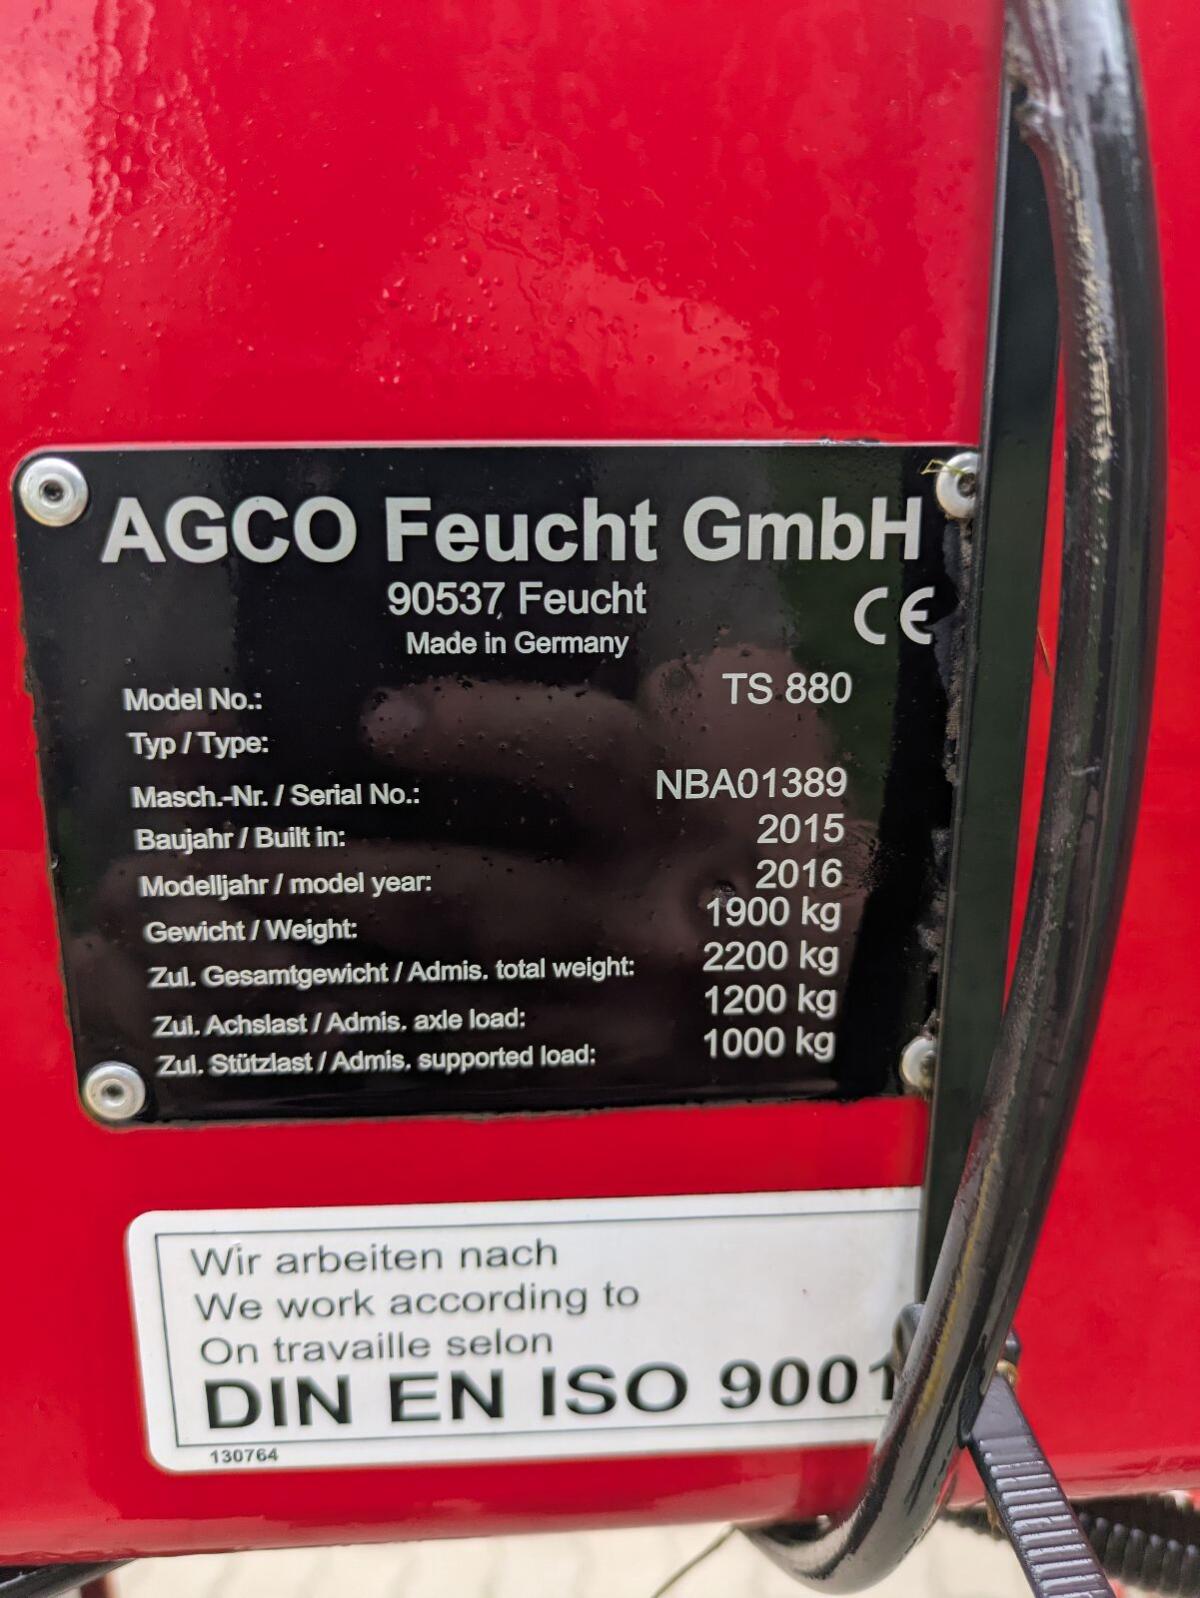 AGCO Feucht GmbH
90537 Feucht
CE
Made in Germany
Model No.: TS 880
Typ / Type:
Masch.-Nr. / Serial No.: NBA01389
Baujahr / Built in: 2015
Modelljahr / model year: 2016
Gewicht / Weight: 1900 kg
Zul. Gesamtgewicht / Admis. total weight: 2200 kg
Zul. Achslast / Admis. axle load: 1200 kg
Zul. Stützlast / Admis. supported load: 1000 kg
Wir arbeiten nach
We work according to
On travaille selon
DIN EN ISO 9001
130764